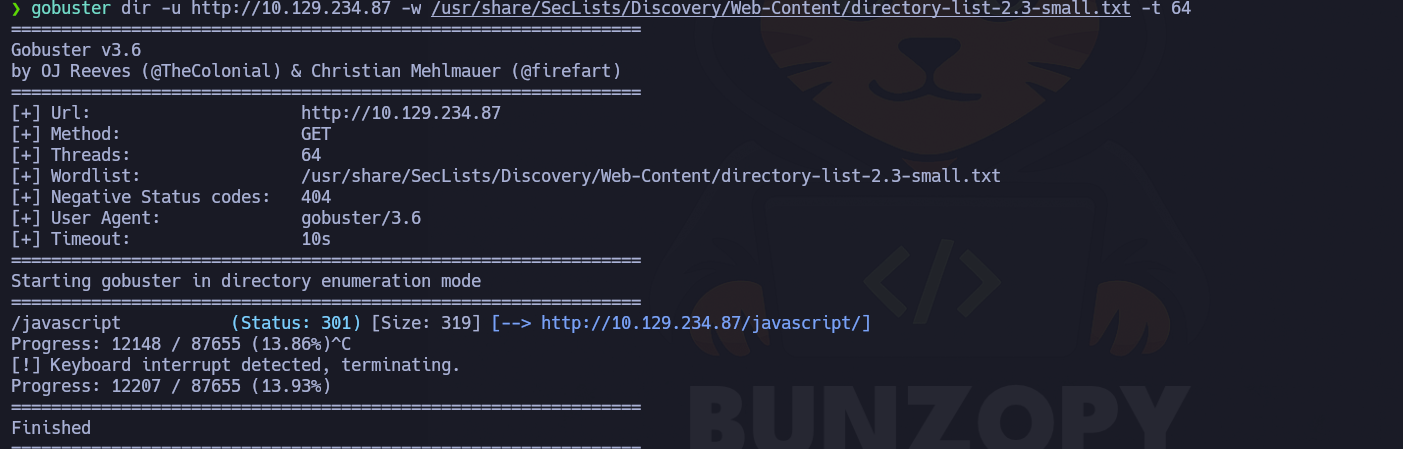 ❯ gobuster dir -u http://10.129.234.87 -w /usr/share/SecLists/Discovery/Web-Content/directory-list-2.3-small.txt -t 64
===============================================================
Gobuster v3.6
by OJ Reeves (@TheColonial) & Christian Mehlmauer (@firefart)
===============================================================
[+] Url:                     http://10.129.234.87
[+] Method:                  GET
[+] Threads:                 64
[+] Wordlist:                /usr/share/SecLists/Discovery/Web-Content/directory-list-2.3-small.txt
[+] Negative Status codes:   404
[+] User Agent:              gobuster/3.6
[+] Timeout:                 10s
===============================================================
Starting gobuster in directory enumeration mode
===============================================================
/javascript           (Status: 301) [Size: 319] [--> http://10.129.234.87/javascript/]
Progress: 12148 / 87655 (13.86%)^C
[!] Keyboard interrupt detected, terminating.
Progress: 12207 / 87655 (13.93%)
===============================================================
Finished
===============================================================
</>
BUNZOPY